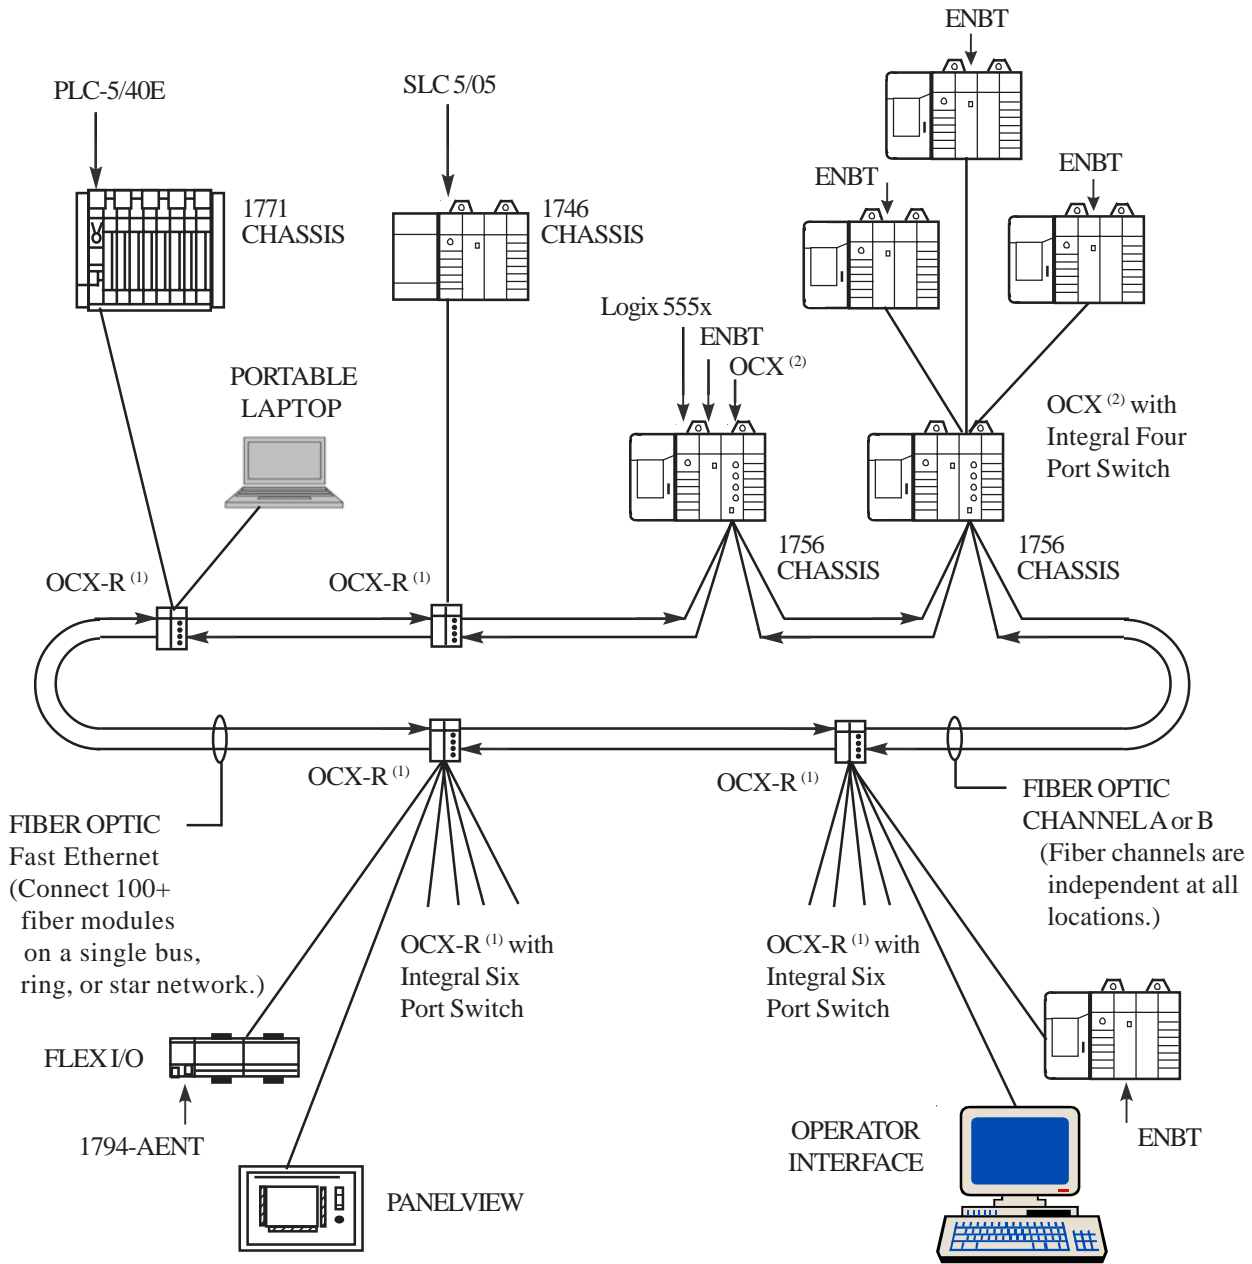 ENBT
PLC-5/40E
SLC 5/05
ENBT
ENBT
1771
CHASSIS
1746
CHASSIS
Logix 555x
ENBT
OCX (2)
PORTABLE
LAPTOP
OCX (2) with
Integral Four
Port Switch
1756
CHASSIS
1756
CHASSIS
OCX-R (1)
OCX-R (1)
OCX-R (1)
OCX-R (1)
FIBER OPTIC
Fast Ethernet
(Connect 100+
fiber modules
on a single bus,
ring, or star network.)
FIBER OPTIC
CHANNEL A or B
(Fiber channels are
independent at all
locations.)
OCX-R (1) with
Integral Six
Port Switch
OCX-R (1) with
Integral Six
Port Switch
FLEX I/O
1794-AENT
PANELVIEW
OPERATOR
INTERFACE
ENBT